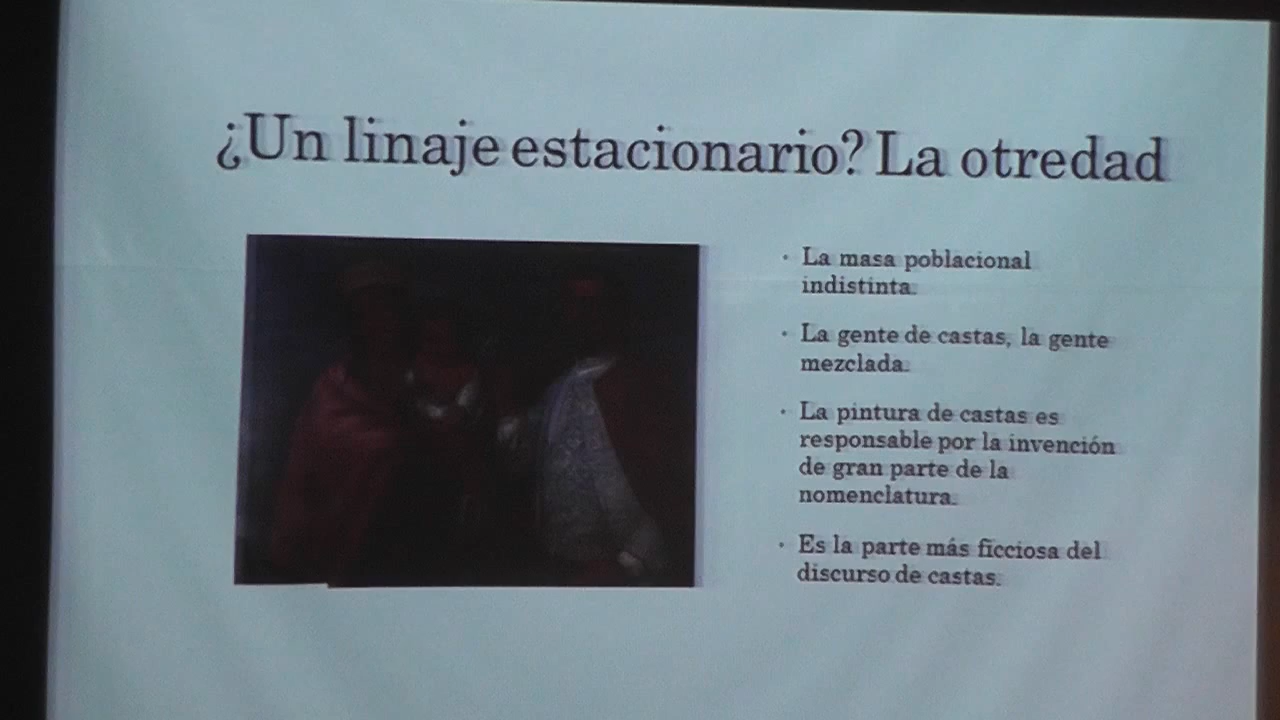 ¿Un linaje estacionario? La otredad
· La masa poblacional
indistinta.
· La gente de castas, la gente
mezclada.
· La pintura de castas es
responsable por la invención
de gran parte de la
nomenclatura.
· Es la parte más ficciosa del
discurso de castas.